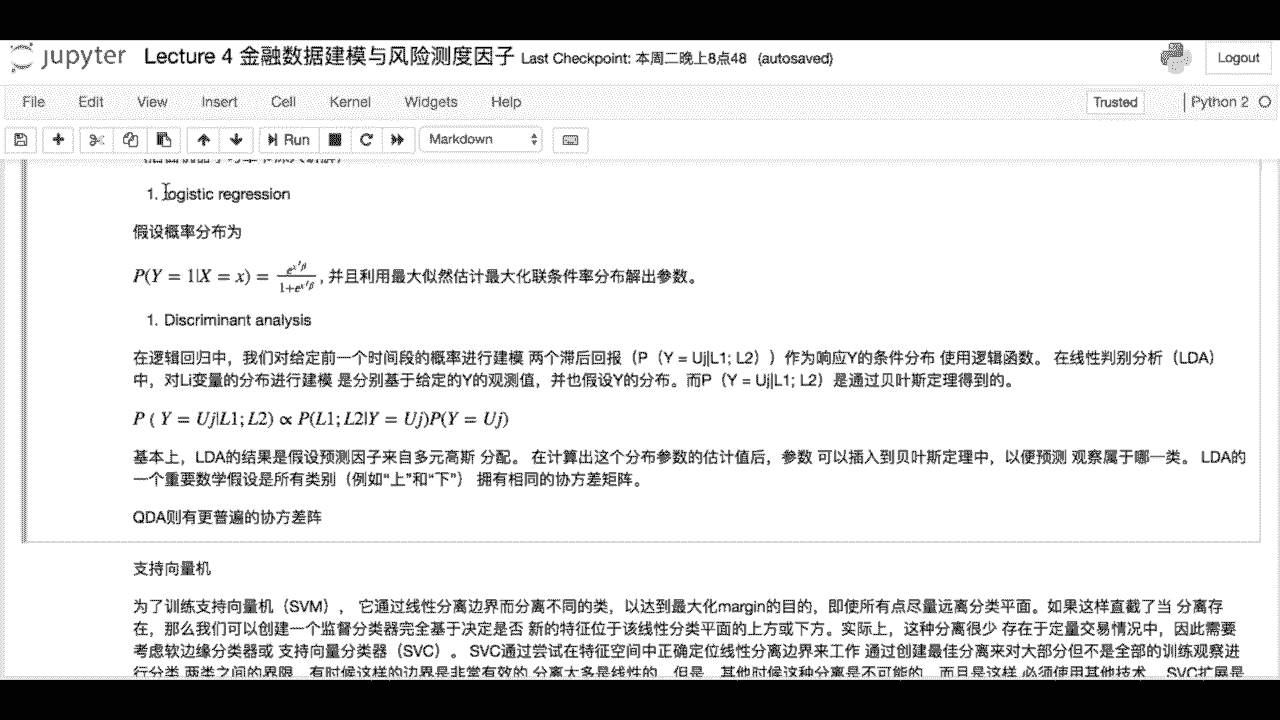 jupyter Lecture 4 金融数据建模与风险测度因子 Last Checkpoint: 本周二晚上8点48 (autosaved) Logout
File Edit View Insert Cell Kernel Widgets Help Trusted Python 2
Run Markdown
1. logistic regression
假设概率分布为
P(Y = 1|X = x) = e^{x′β} / 1+e^{x′β} , 并且利用最大似然估计最大化联条件率分布解出参数。
1. Discriminant analysis
在逻辑回归中，我们对给定前一个时间段的概率进行建模 两个滞后回报（P（Y = Uj|L1; L2））作为响应Y的条件分布 使用逻辑函数。 在线性判别分析（LDA）
中，对Li变量的分布进行建模 是分别基于给定的Y的观测值，并也假设Y的分布。而P（Y = Uj|L1; L2）是通过贝叶斯定理得到的。
P ( Y = Uj|L1; L2) ∝ P(L1; L2|Y = Uj)P(Y = Uj)
基本上，LDA的结果是假设预测因子来自多元高斯 分配。 在计算出这个分布参数的估计值后，参数 可以插入到贝叶斯定理中，以便预测 观察属于哪一类。 LDA的
一个重要数学假设是所有类别（例如“上”和“下”） 拥有相同的协方差矩阵。
QDA则有更普遍的协方差阵
支持向量机
为了训练支持向量机（SVM）， 它通过线性分离边界而分离不同的类，以达到最大化margin的目的，即使所有点尽量远离分类平面。如果这样直截了当 分离存
在，那么我们可以创建一个监督分类器完全基于决定是否 新的特征位于该线性分类平面的上方或下方。实际上，这种分离很少 存在于定量交易情况中，因此需要
考虑软边缘分类器或 支持向量分类器（SVC）。 SVC通过尝试在特征空间中正确定位线性分离边界来工作 通过创建最佳分离来对大部分但不是全部的训练观察进
行分类 两类之间的界限。有时候这样的边界是非常有效的 分离大多是线性的。但是，其他时候这种分离是不可能的，而且是这样 必须使用其他技术。 SVC扩展是